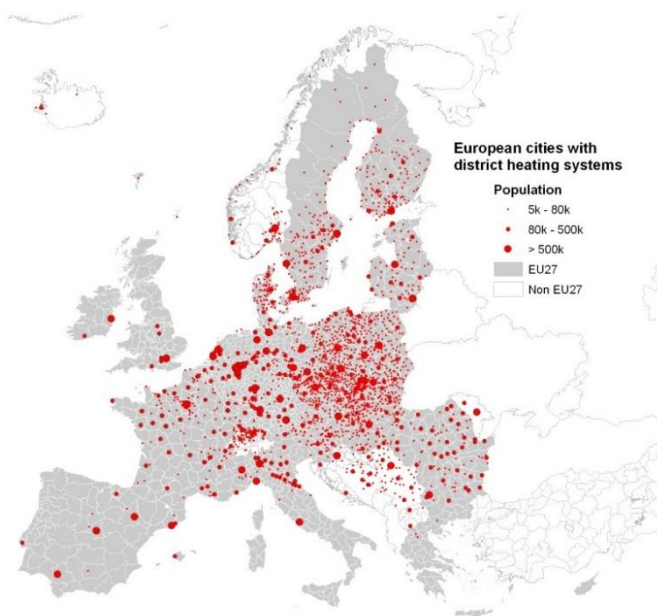 European cities with
district heating systems
Population
5k - 80k
80k - 500k
> 500k
EU27
Non EU27